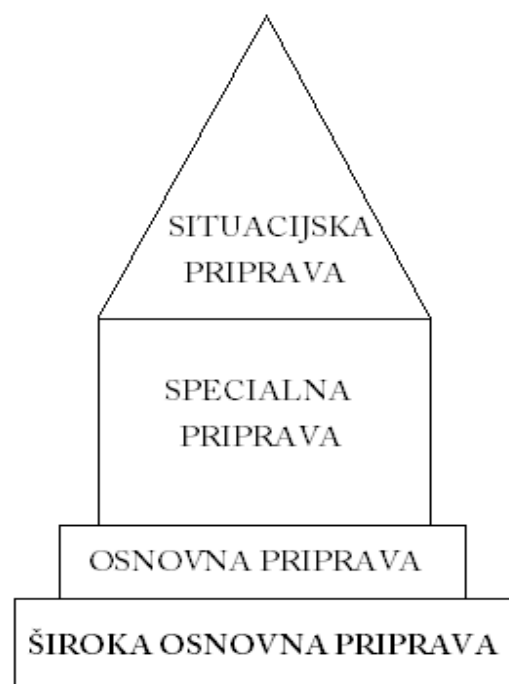 SITUACIJSKA
PRIPRAVA
SPECIALNA
PRIPRAVA
OSNOVNA PRIPRAVA
ŠIROKA OSNOVNA PRIPRAVA